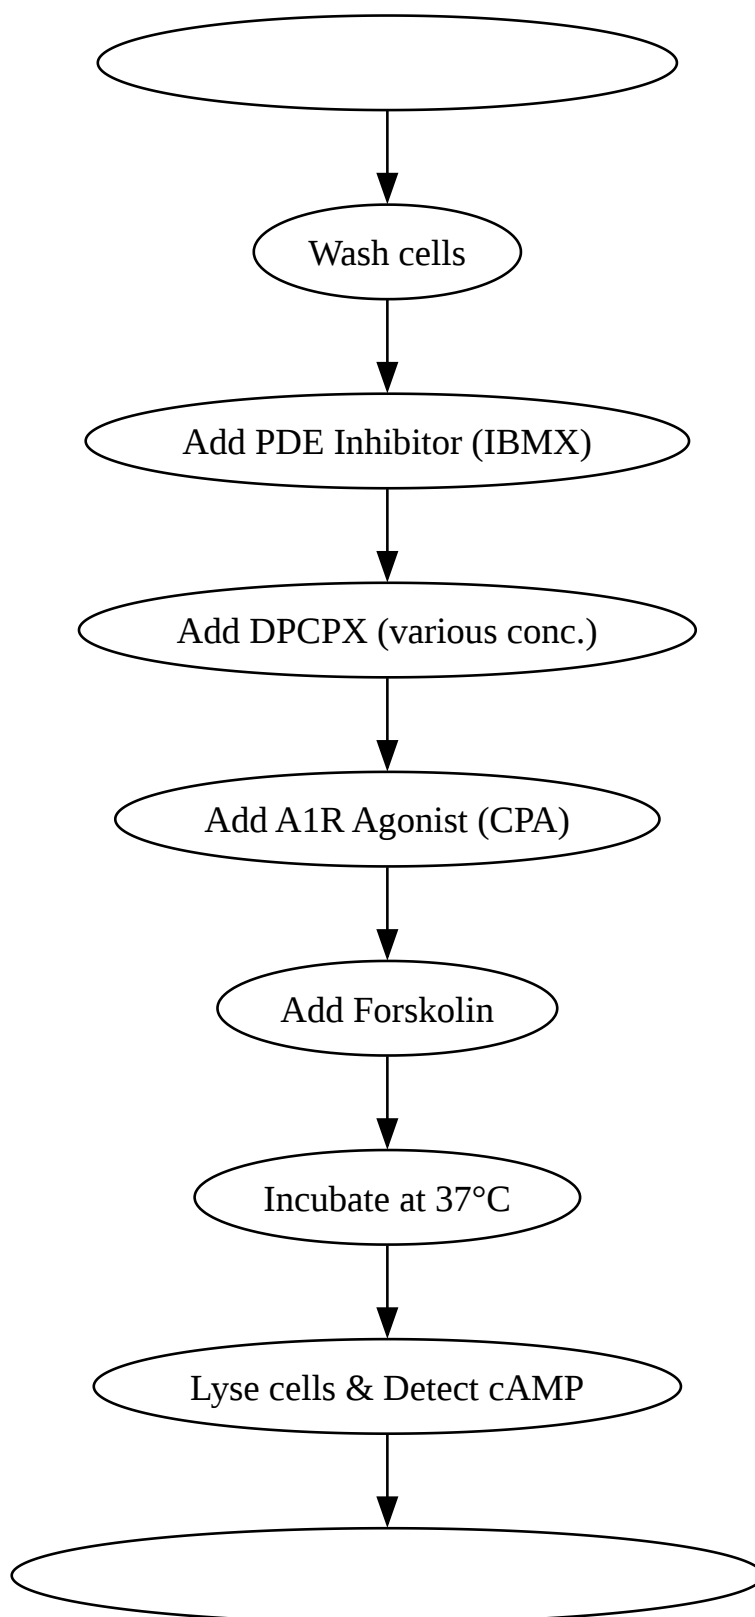 Wash cells
Add PDE Inhibitor (IBMX)
Add DPCPX (various conc.)
Add A1R Agonist (CPA)
Add Forskolin
Incubate at 37°C
Lyse cells & Detect cAMP